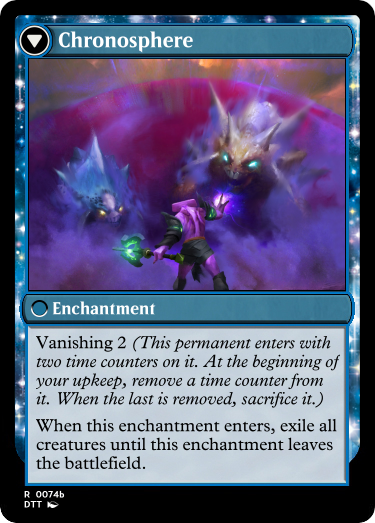 Chronosphere
Enchantment
Vanishing 2 (This permanent enters with
two time counters on it. At the beginning of
your upkeep, remove a time counter from
it. When the last is removed, sacrifice it.)
When this enchantment enters, exile all
creatures until this enchantment leaves
the battlefield.
R 0074b
DTT